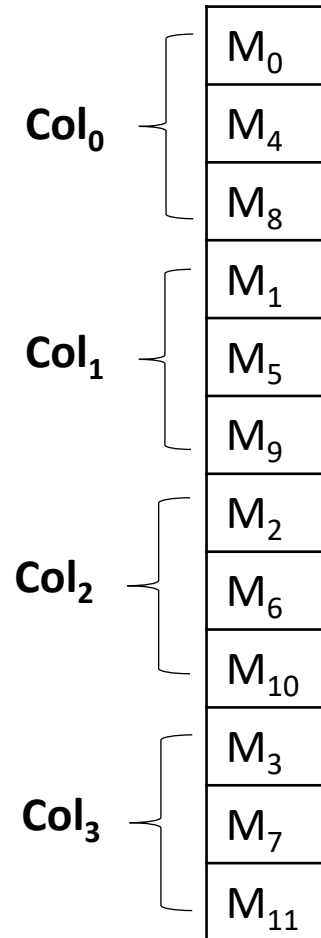 M₀
Col₀ M₄
M₈
M₁
Col₁ M₅
M₉
M₂
Col₂ M₆
M₁₀
M₃
Col₃ M₇
M₁₁